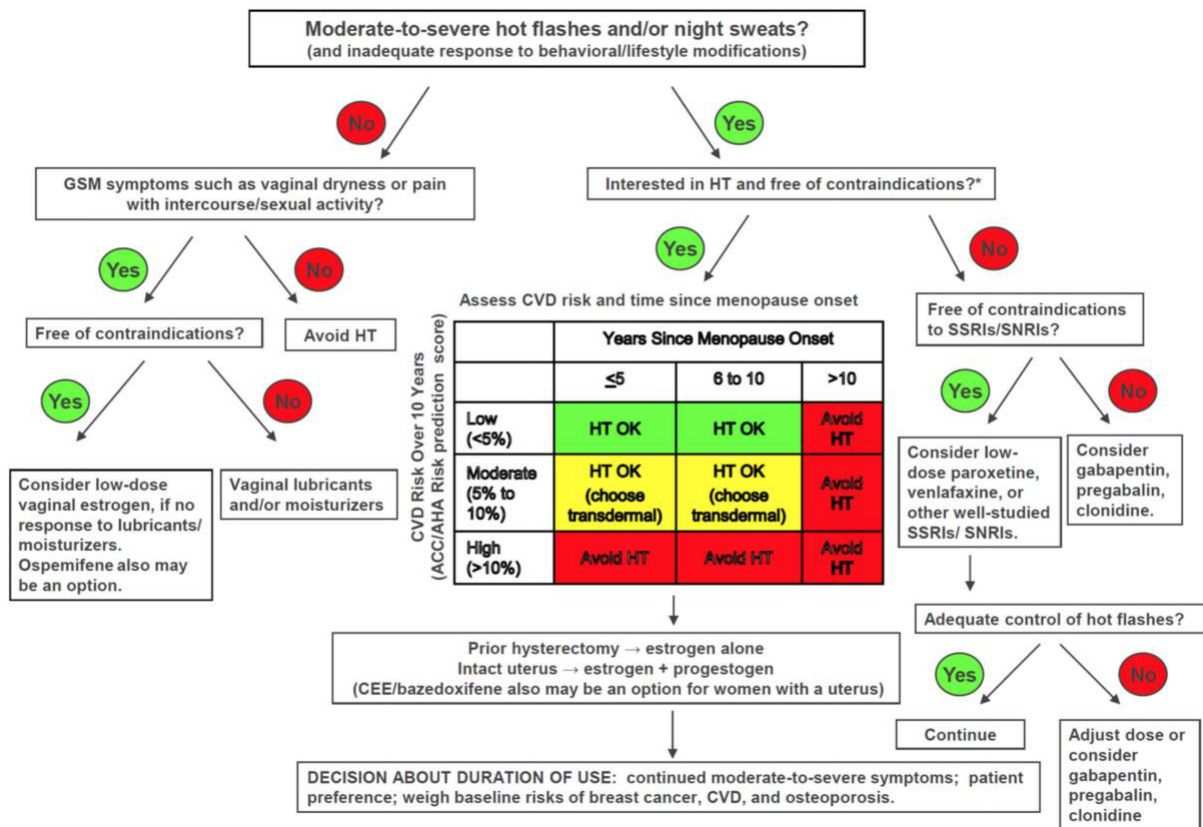 Moderate-to-severe hot flashes and/or night sweats?
(and inadequate response to behavioral/lifestyle modifications)
No
Yes
GSM symptoms such as vaginal dryness or pain
with intercourse/sexual activity?
Interested in HT and free of contraindications?*
Yes
No
Yes
No
Free of contraindications?
Avoid HT
Assess CVD risk and time since menopause onset
Free of contraindications
to SSRIs/SNRIs?
Yes
No
Yes
No
Consider low-dose
vaginal estrogen, if no
response to lubricants/
moisturizers.
Ospemifene also may
be an option.
Vaginal lubricants
and/or moisturizers
CVD Risk Over 10 Years
(ACC/AHA Risk prediction score)
Years Since Menopause Onset
≤5
6 to 10
>10
Low
(<5%)
HT OK
HT OK
Avoid
HT
Moderate
(5% to
10%)
HT OK
(choose
transdermal)
HT OK
(choose
transdermal)
Avoid
HT
High
(>10%)
Avoid HT
Avoid HT
Avoid
HT
Consider low-
dose paroxetine,
venlafaxine, or
other well-studied
SSRIs/ SNRIs.
Consider
gabapentin,
pregabalin,
clonidine.
Prior hysterectomy → estrogen alone
Intact uterus → estrogen + progestogen
(CEE/bazedoxifene also may be an option for women with a uterus)
Adequate control of hot flashes?
Yes
No
Continue
Adjust dose or
consider
gabapentin,
pregabalin,
clonidine
DECISION ABOUT DURATION OF USE: continued moderate-to-severe symptoms; patient
preference; weigh baseline risks of breast cancer, CVD, and osteoporosis.